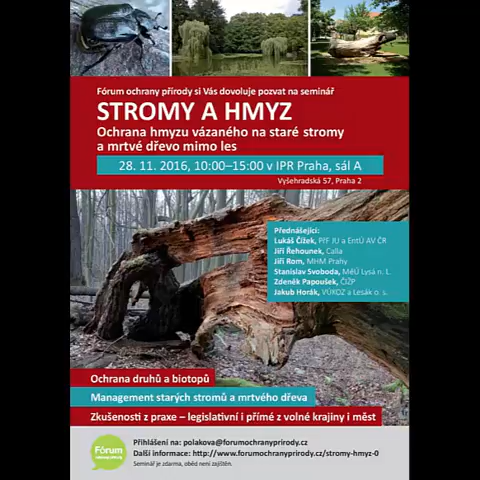 Fórum ochrany přírody si Vás dovoluje pozvat na seminář
STROMY A HMYZ
Ochrana hmyzu vázaného na staré stromy
a mrtvé dřevo mimo les
28. 11. 2016, 10:00–15:00 v IPR Praha, sál A
Vyšehradská 57, Praha 2
Přednášející:
Lukáš Čížek, PřF JU a EntÚ AV ČR
Jiří Řehounek, Calla
Jiří Rom, MHM Prahy
Stanislav Svoboda, MěÚ Lysá n. L.
Zdeněk Papoušek, ČIŽP
Jakub Horák, VÚKOZ a Lesák o. s.
Ochrana druhů a biotopů
Management starých stromů a mrtvého dřeva
Zkušenosti z praxe – legislativní i přímé z volné krajiny i měst
Fórum
Přihlášení na: polakova@forumochranyprirody.cz
Další informace: http://www.forumochranyprirody.cz/stromy-hmyz-0
Seminář je zdarma, oběd není zajištěn.